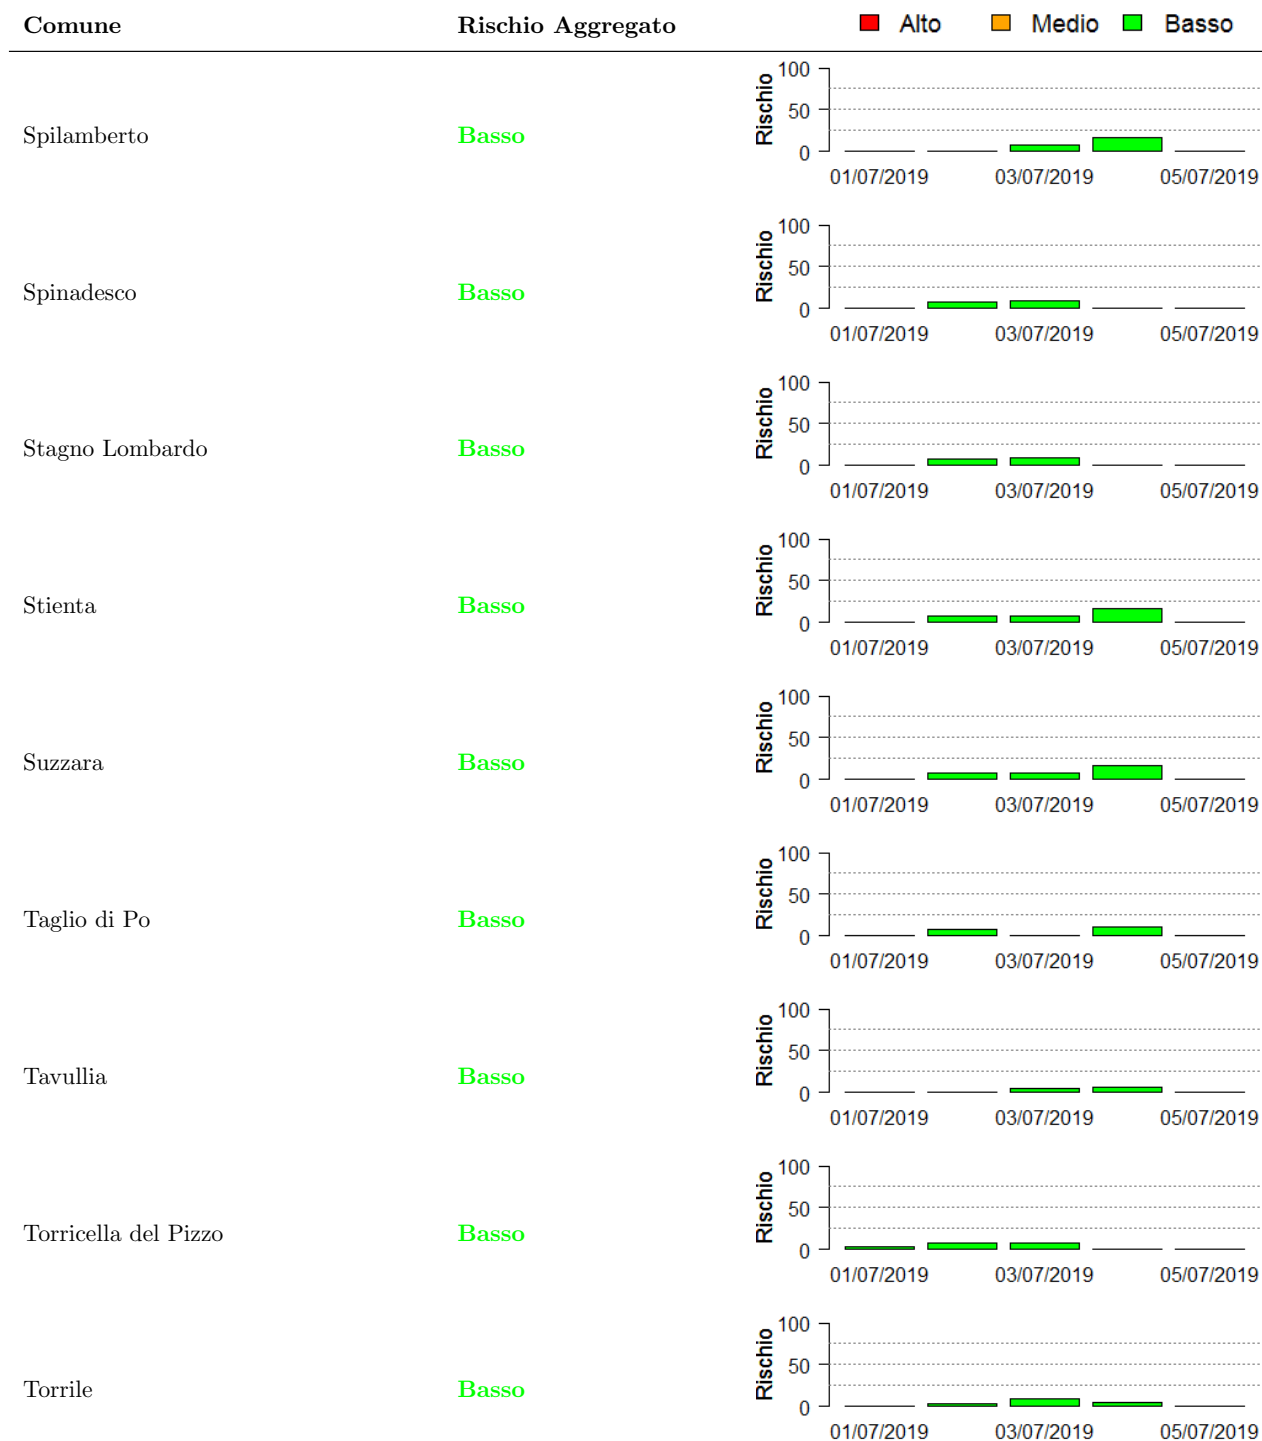 Comune Rischio Aggregato Alto Medio Basso
Spilamberto Basso Rischio 100 50 0
01/07/2019 03/07/2019 05/07/2019
Spinadesco Basso Rischio 100 50 0
01/07/2019 03/07/2019 05/07/2019
Stagno Lombardo Basso Rischio 100 50 0
01/07/2019 03/07/2019 05/07/2019
Stienta Basso Rischio 100 50 0
01/07/2019 03/07/2019 05/07/2019
Suzzara Basso Rischio 100 50 0
01/07/2019 03/07/2019 05/07/2019
Taglio di Po Basso Rischio 100 50 0
01/07/2019 03/07/2019 05/07/2019
Tavullia Basso Rischio 100 50 0
01/07/2019 03/07/2019 05/07/2019
Torricella del Pizzo Basso Rischio 100 50 0
01/07/2019 03/07/2019 05/07/2019
Torrile Basso Rischio 100 50 0
01/07/2019 03/07/2019 05/07/2019